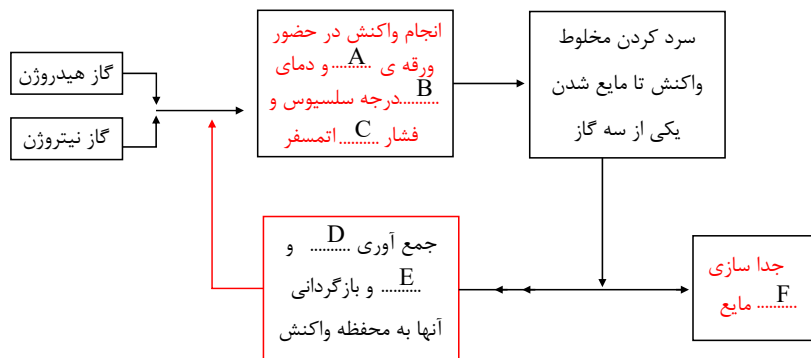 گاز هیدروژن
گاز نیتروژن
انجام واکنش در حضور
ورقه ی ....A.... و دمای
....B....درجه سلسیوس و
فشار ....C.... اتمسفر
سرد کردن مخلوط
واکنش تا مایع شدن
یکی از سه گاز
جمع آوری ....D.... و
....E.... و بازگردانی
آنها به محفظه واکنش
جدا سازی
....F.... مایع